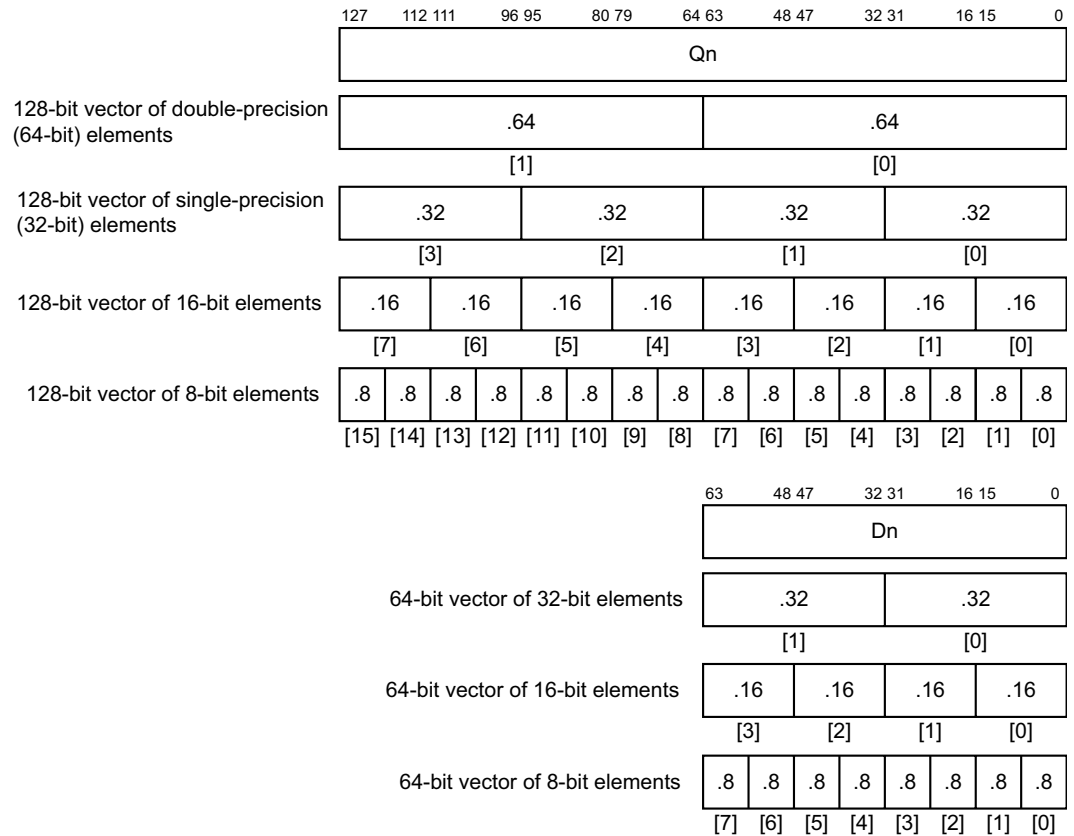 127 112 111 96 95 80 79 64 63 48 47 32 31 16 15 0
Qn
128-bit vector of double-precision
(64-bit) elements
.64 .64
[1] [0]
128-bit vector of single-precision
(32-bit) elements
.32 .32 .32 .32
[3] [2] [1] [0]
128-bit vector of 16-bit elements .16 .16 .16 .16 .16 .16 .16 .16
[7] [6] [5] [4] [3] [2] [1] [0]
128-bit vector of 8-bit elements .8 .8 .8 .8 .8 .8 .8 .8 .8 .8 .8 .8 .8 .8 .8 .8
[15] [14] [13] [12] [11] [10] [9] [8] [7] [6] [5] [4] [3] [2] [1] [0]
63 48 47 32 31 16 15 0
Dn
64-bit vector of 32-bit elements .32 .32
[1] [0]
64-bit vector of 16-bit elements .16 .16 .16 .16
[3] [2] [1] [0]
64-bit vector of 8-bit elements .8 .8 .8 .8 .8 .8 .8 .8
[7] [6] [5] [4] [3] [2] [1] [0]